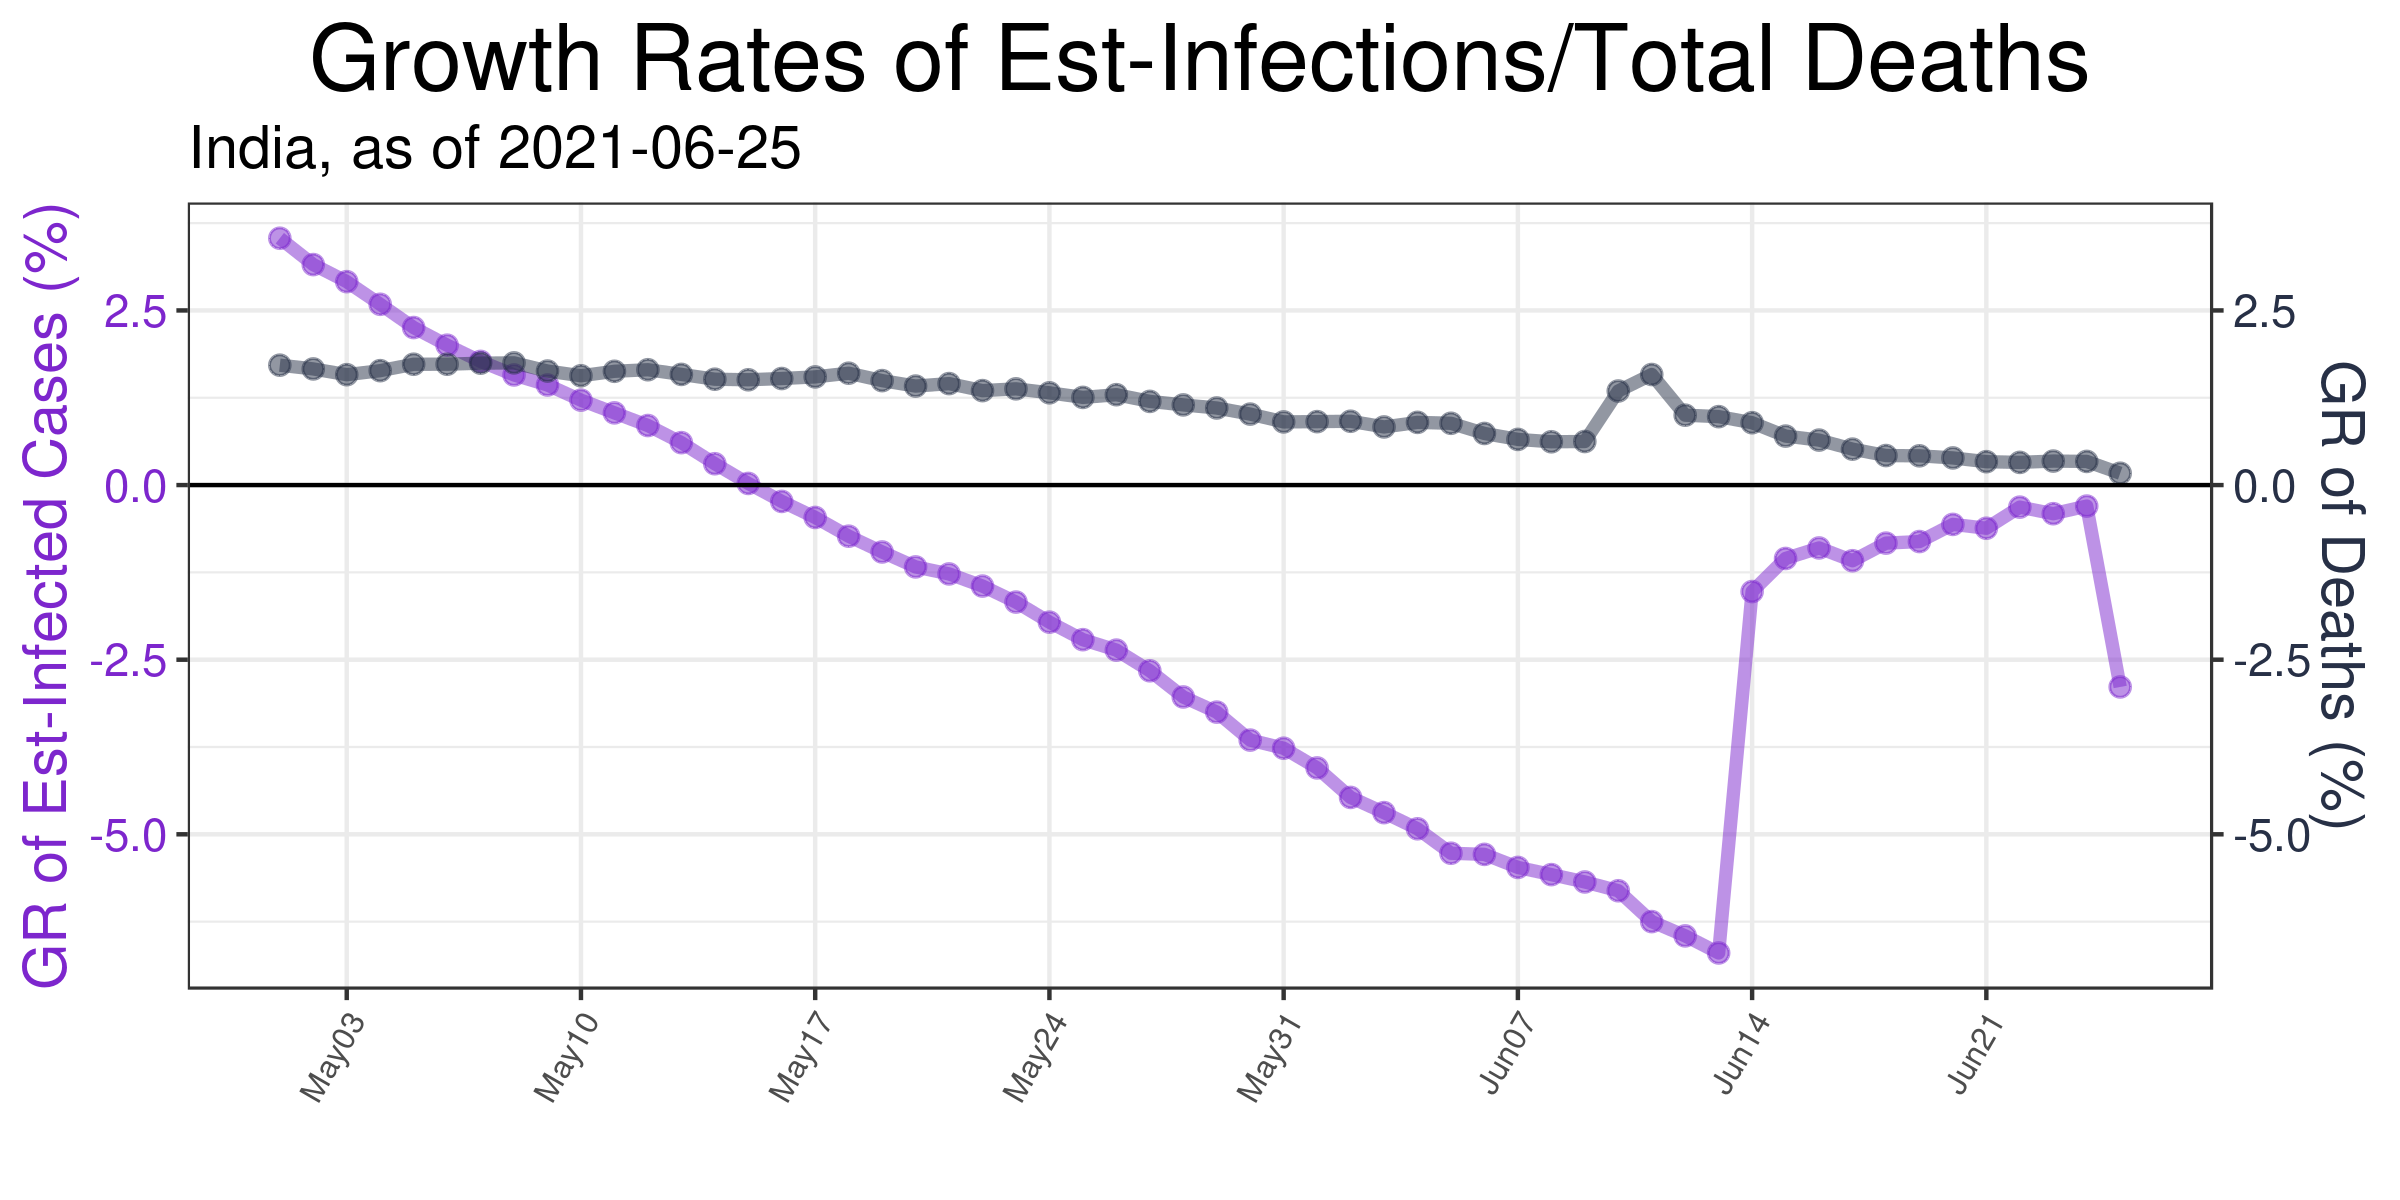 Growth Rates of Est-Infections/Total Deaths
India, as of 2021-06-25
GR of Est-Infected Cases (%)
2.5
0.0
-2.5
-5.0
2.5
0.0
-2.5
-5.0
GR of Deaths (%)
May03
May10
May17
May24
May31
Jun07
Jun14
Jun21